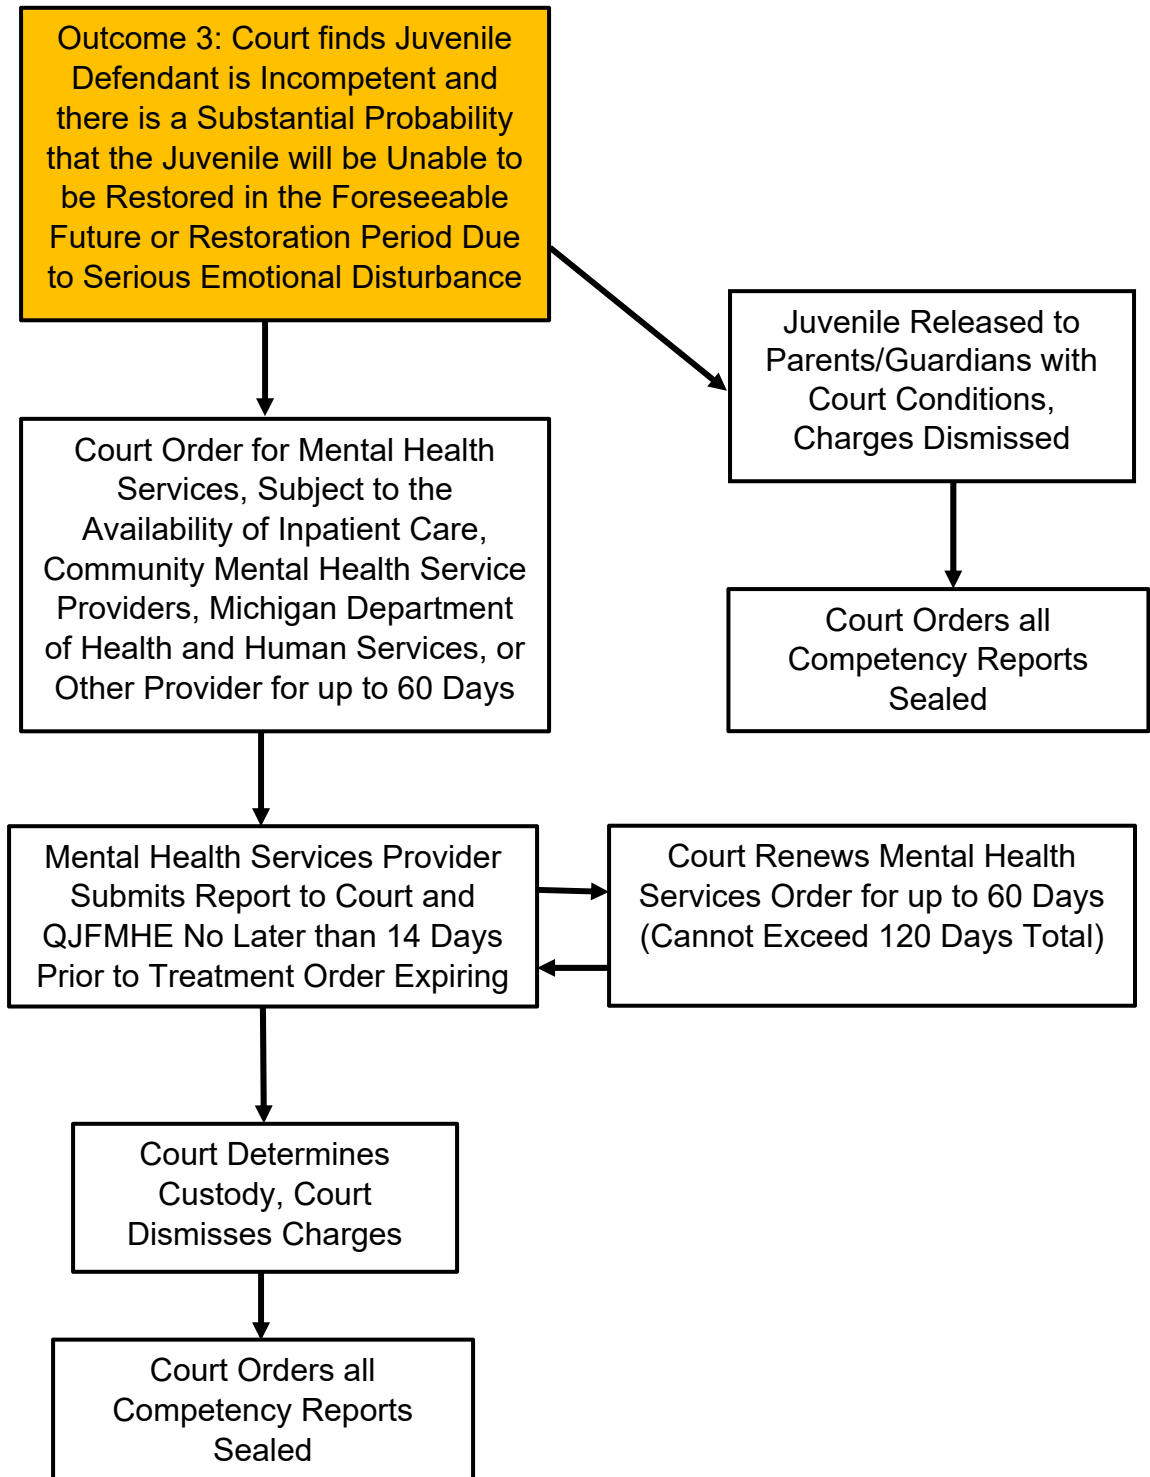 Outcome 3: Court finds Juvenile
Defendant is Incompetent and
there is a Substantial Probability
that the Juvenile will be Unable to
be Restored in the Foreseeable
Future or Restoration Period Due
to Serious Emotional Disturbance
Juvenile Released to
Parents/Guardians with
Court Conditions,
Charges Dismissed
Court Order for Mental Health
Services, Subject to the
Availability of Inpatient Care,
Community Mental Health Service
Providers, Michigan Department
of Health and Human Services, or
Other Provider for up to 60 Days
Court Orders all
Competency Reports
Sealed
Mental Health Services Provider
Submits Report to Court and
QJFMHE No Later than 14 Days
Prior to Treatment Order Expiring
Court Renews Mental Health
Services Order for up to 60 Days
(Cannot Exceed 120 Days Total)
Court Determines
Custody, Court
Dismisses Charges
Court Orders all
Competency Reports
Sealed